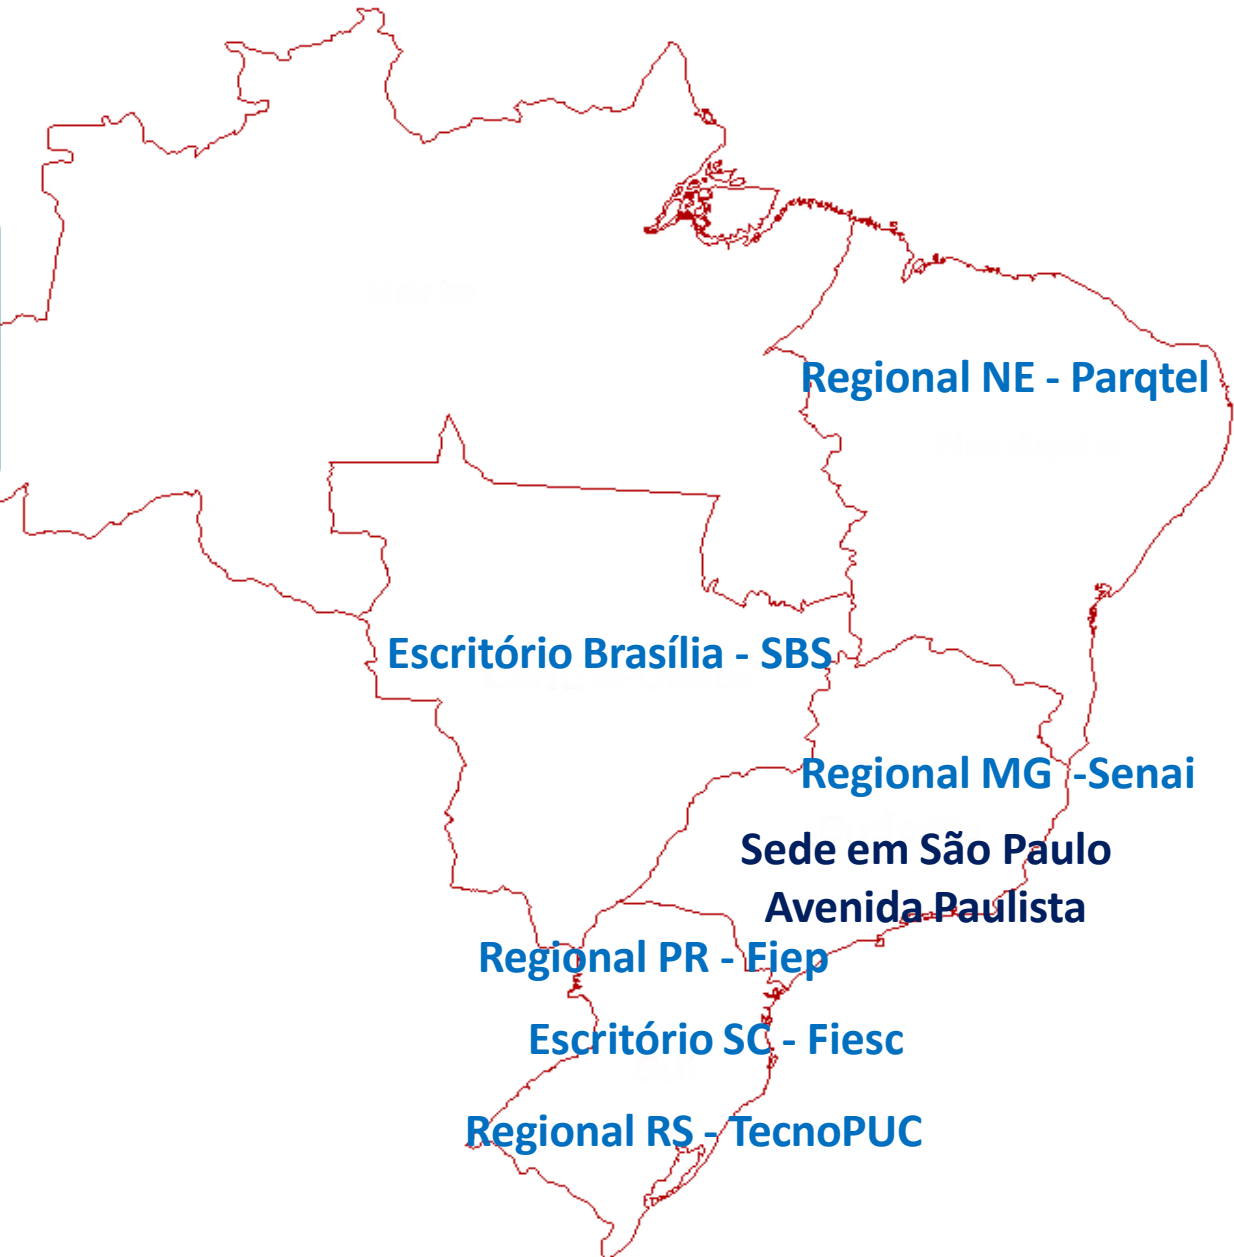 Regional NE - Parqtel
Escritório Brasília - SBS
Regional MG -Senai
Sede em São Paulo
Avenida Paulista
Regional PR - Fiep
Escritório SC - Fiesc
Regional RS - TecnoPUC